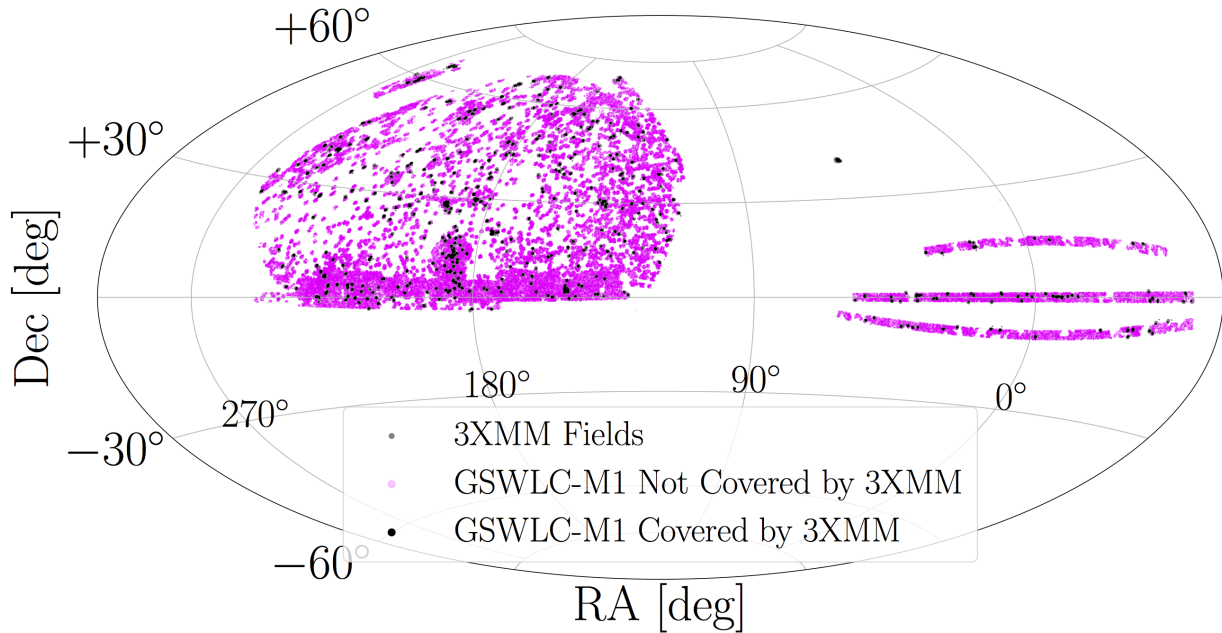 +60°
+30°
Dec [deg]
180°
90°
0°
270°
−30°
3XMM Fields
GSWLC-M1 Not Covered by 3XMM
GSWLC-M1 Covered by 3XMM
−60°
RA [deg]